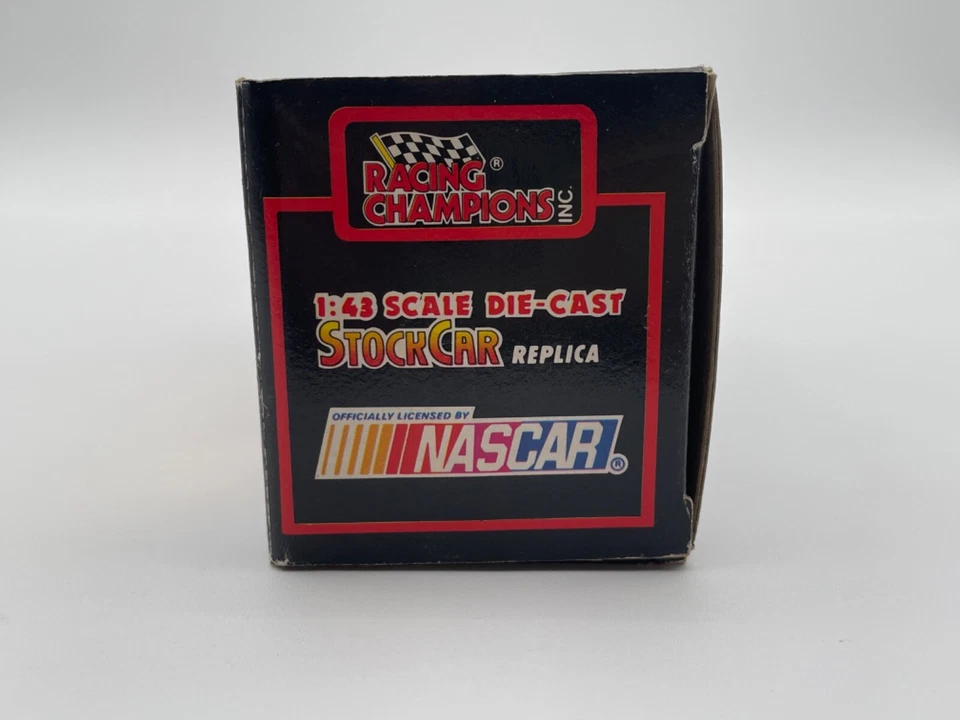 RACING ®
CHAMPIONS INC.
1:43 SCALE DIE-CAST
STOCKCAR REPLICA
OFFICIALLY LICENSED BY
NASCAR ®